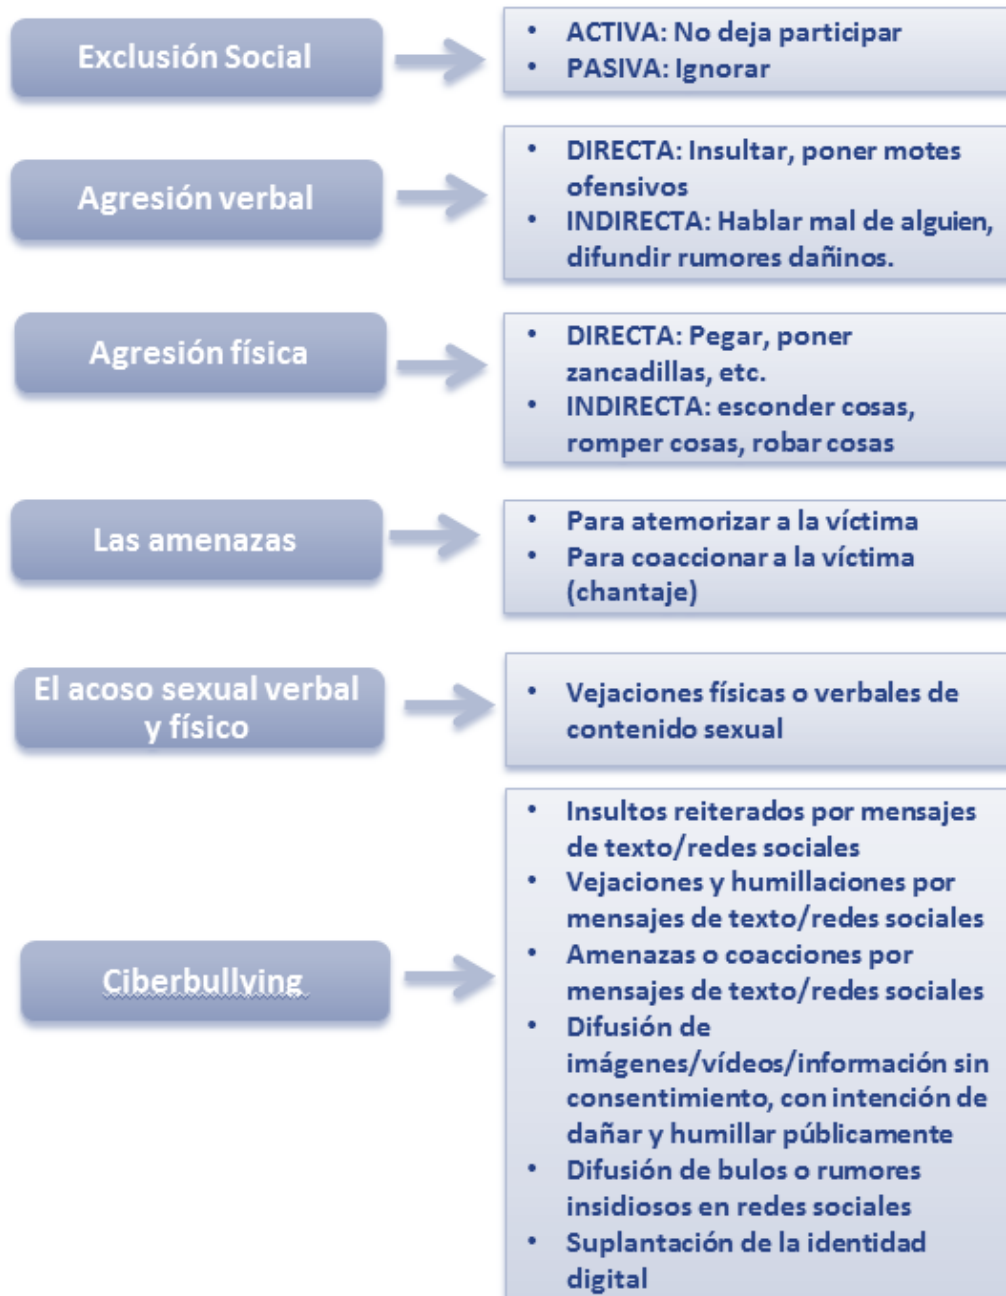 Exclusión Social
• ACTIVA: No deja participar
• PASIVA: Ignorar
Agresión verbal
• DIRECTA: Insultar, poner motes
ofensivos
• INDIRECTA: Hablar mal de alguien,
difundir rumores dañinos.
Agresión física
• DIRECTA: Pegar, poner
zancadillas, etc.
• INDIRECTA: esconder cosas,
romper cosas, robar cosas
Las amenazas
• Para atemorizar a la víctima
• Para coaccionar a la víctima
(chantaje)
El acoso sexual verbal
y físico
• Vejaciones físicas o verbales de
contenido sexual
Ciberbullying
• Insultos reiterados por mensajes
de texto/redes sociales
• Vejaciones y humillaciones por
mensajes de texto/redes sociales
• Amenazas o coacciones por
mensajes de texto/redes sociales
• Difusión de
imágenes/vídeos/información sin
consentimiento, con intención de
dañar y humillar públicamente
• Difusión de bulos o rumores
insidiosos en redes sociales
• Suplantación de la identidad
digital